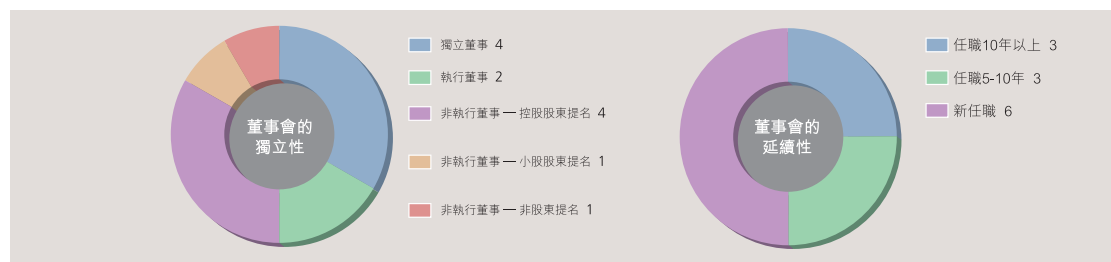 董事會的
獨立性
獨立董事 4
執行董事 2
非執行董事 — 控股股東提名 4
非執行董事 — 小股股東提名 1
非執行董事 — 非股東提名 1
董事會的
延續性
任職10年以上 3
任職5-10年 3
新任職 6